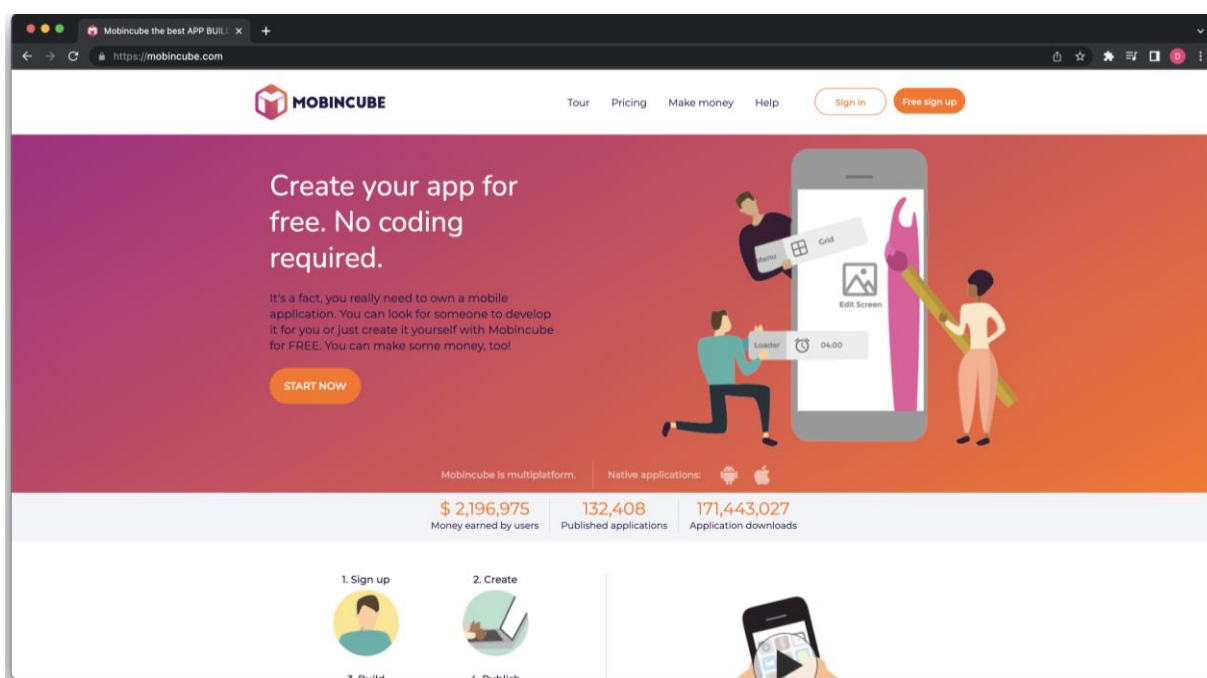 Mobincube the best APP BUIL
https://mobincube.com
D
MOBINCUBE
Tour Pricing Make money Help Sign in Free sign up
Create your app for
free. No coding
required.
It's a fact, you really need to own a mobile
application. You can look for someone to develop
it for you or just create it yourself with Mobincube
for FREE. You can make some money, too!
START NOW
Menu Grid
Edit Screen
Loader 04:00
Mobincube is multiplatform. Native applications:
$ 2,196,975 132,408 171,443,027
Money earned by users Published applications Application downloads
1. Sign up 2. Create
3. Build 4. Publish